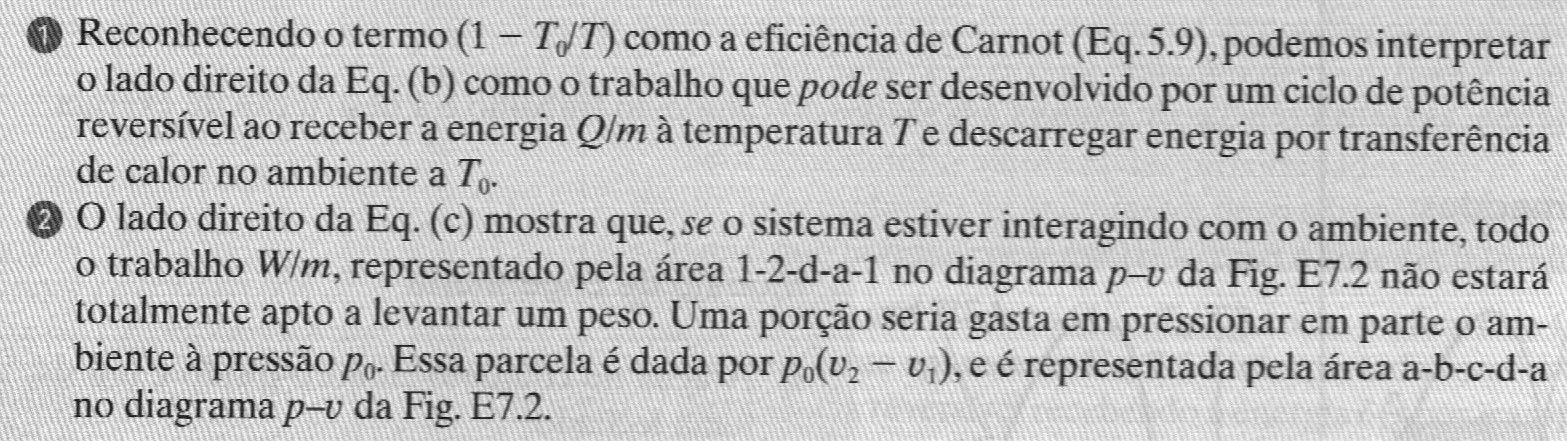 ❶ Reconhecendo o termo (1 − T₀/T) como a eficiência de Carnot (Eq. 5.9), podemos interpretar
o lado direito da Eq. (b) como o trabalho que pode ser desenvolvido por um ciclo de potência
reversível ao receber a energia Q/m à temperatura T e descarregar energia por transferência
de calor no ambiente a T₀.
❷ O lado direito da Eq. (c) mostra que, se o sistema estiver interagindo com o ambiente, todo
o trabalho W/m, representado pela área 1-2-d-a-1 no diagrama p–v da Fig. E7.2 não estará
totalmente apto a levantar um peso. Uma porção seria gasta em pressionar em parte o am-
biente à pressão p₀. Essa parcela é dada por p₀(v₂ − v₁), e é representada pela área a-b-c-d-a
no diagrama p–v da Fig. E7.2.